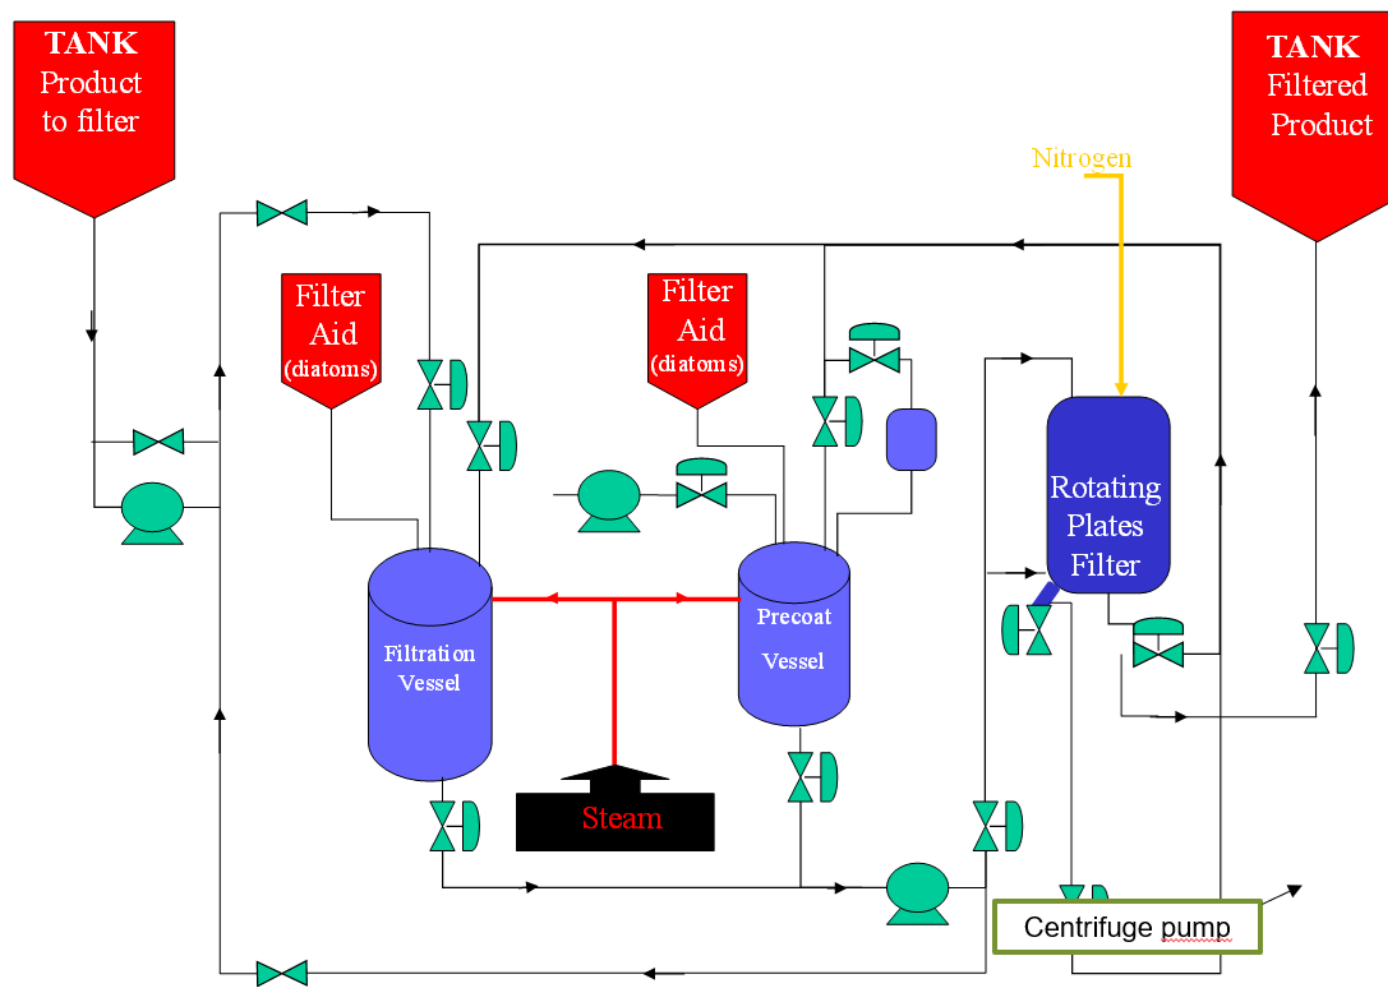 TANK
Product
to filter
TANK
Filtered
Product
Nitrogen
Filter
Aid
(diatoms)
Filter
Aid
(diatoms)
Rotating
Plates
Filter
Filtration
Vessel
Precoat
Vessel
Steam
Centrifuge pump